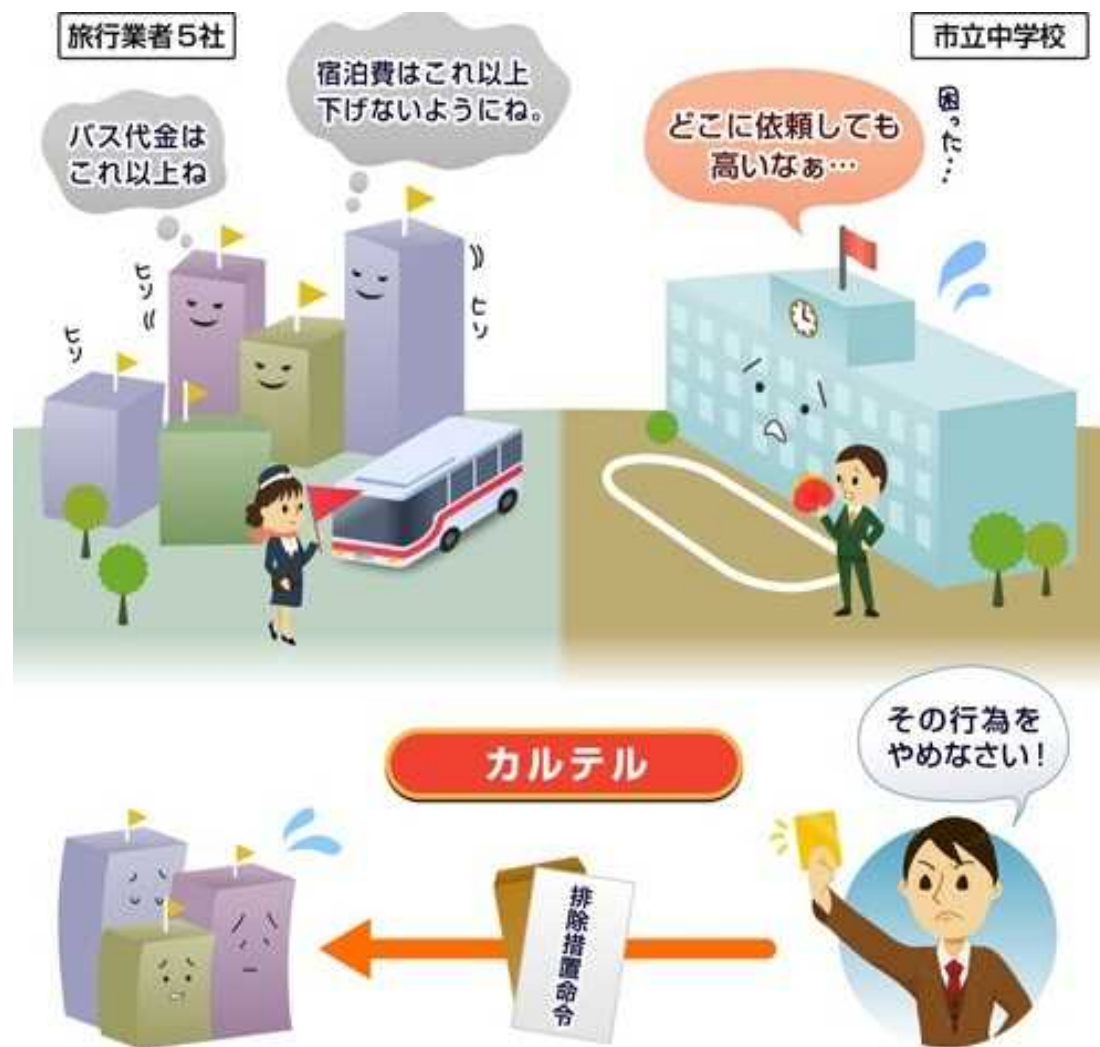 旅行業者5社
市立中学校
宿泊費はこれ以上
下げないようにね。
バス代金は
これ以上ね
どこに依頼しても
高いなぁ…
困った…
ヒソ
ヒソ
ヒソ
カルテル
その行為を
やめなさい！
排除措置命令